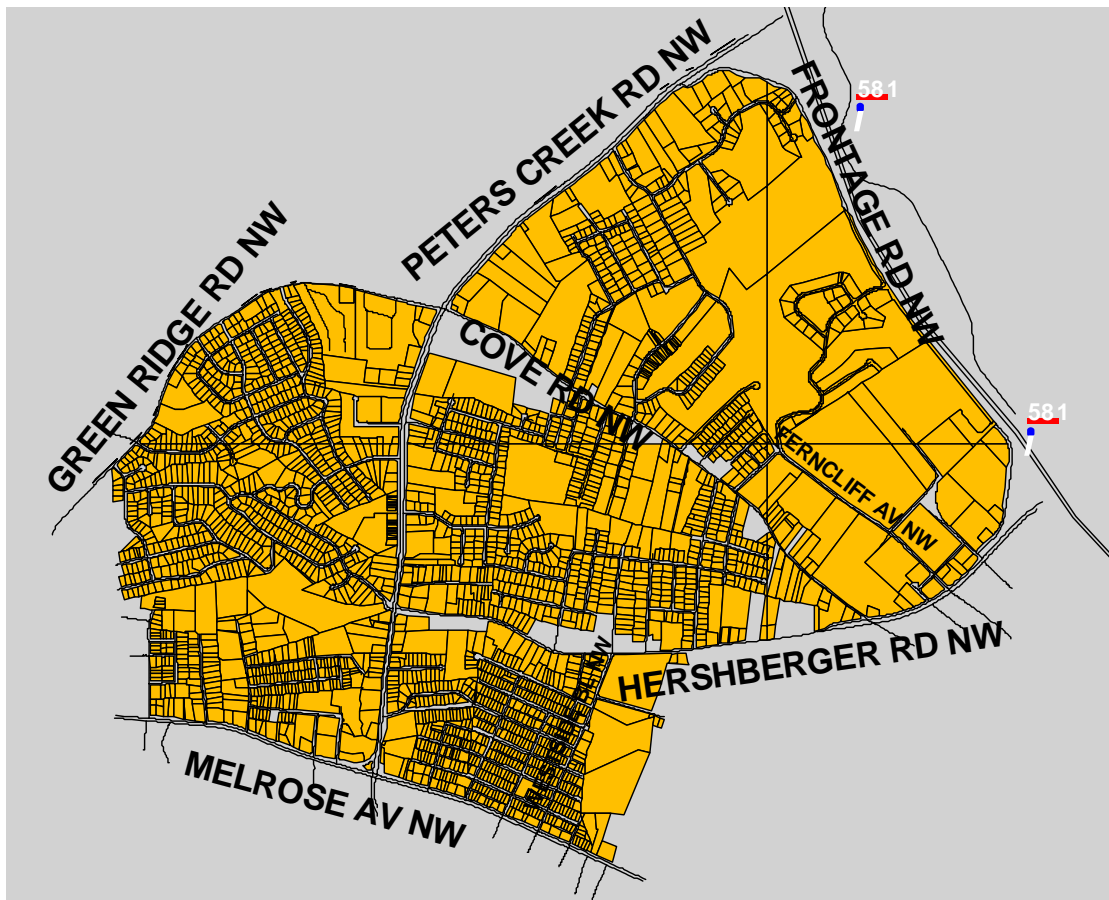 PETERS CREEK RD NW
581
FRONTAGE RD NW
GREEN RIDGE RD NW
COVE RD NW
581
FERNCLIFF AV NW
HERSHBERGER RD NW
NW
MELROSE AV NW